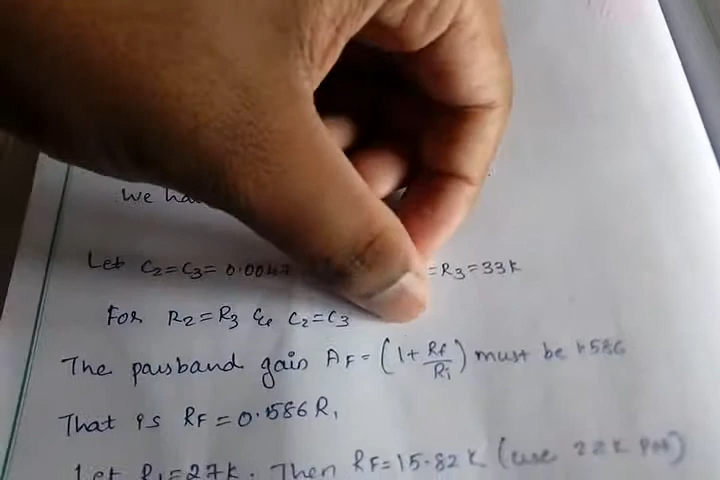 We
Let C2=C3= 0.0047 =R3=33K
For R2=R3 & C2=C3
The passband gain AF=(1+Rf/Ri) must be 1.586
That is RF=0.586R1
Let R1=27K. Then RF=15.82K (use 22K pot)